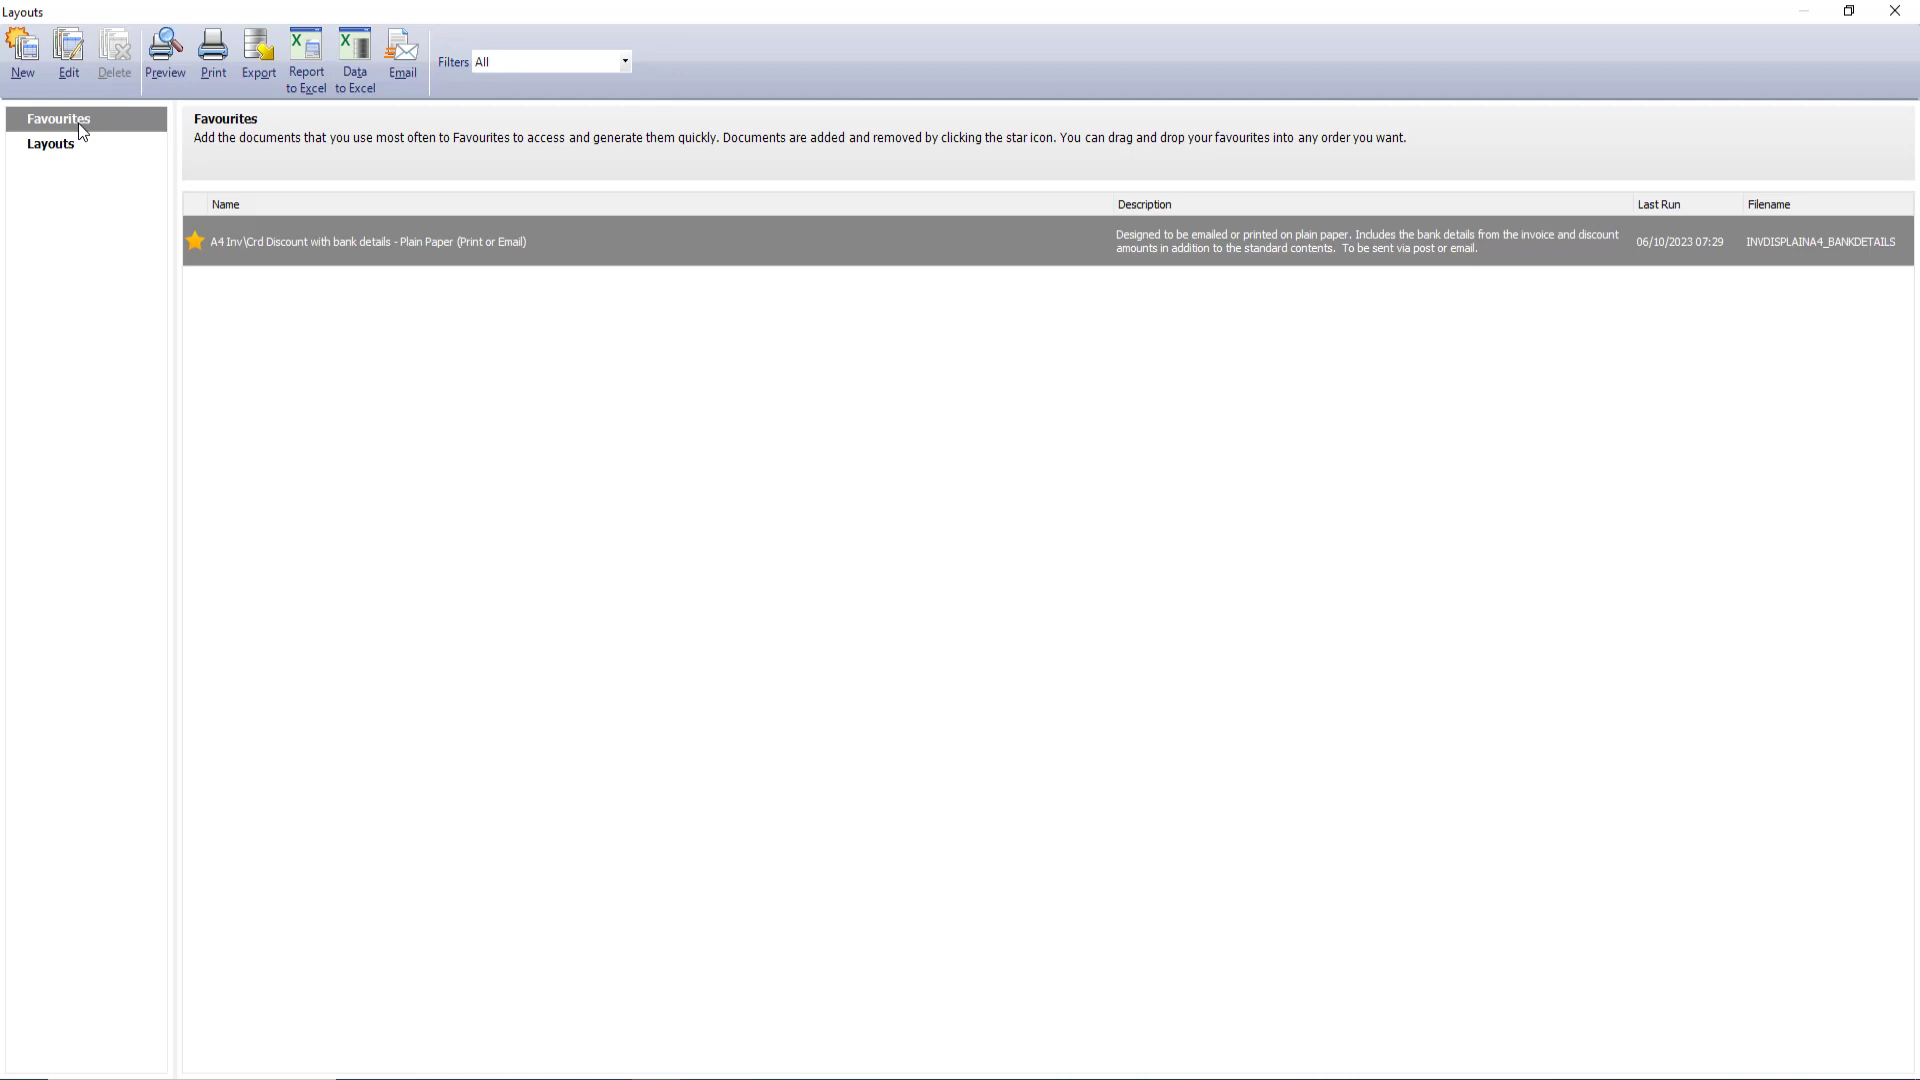 Layouts
New
Edit
Delete
Preview
Print
Export
Report
to Excel
Data
to Excel
Email
Filters All
Favourites
Layouts
Favourites
Add the documents that you use most often to Favourites to access and generate them quickly. Documents are added and removed by clicking the star icon. You can drag and drop your favourites into any order you want.
Name Description Last Run Filename
A4 Inv\Crd Discount with bank details - Plain Paper (Print or Email)
Designed to be emailed or printed on plain paper. Includes the bank details from the invoice and discount
amounts in addition to the standard contents. To be sent via post or email.
06/10/2023 07:29
INVDISPLAINA4_BANKDETAILS